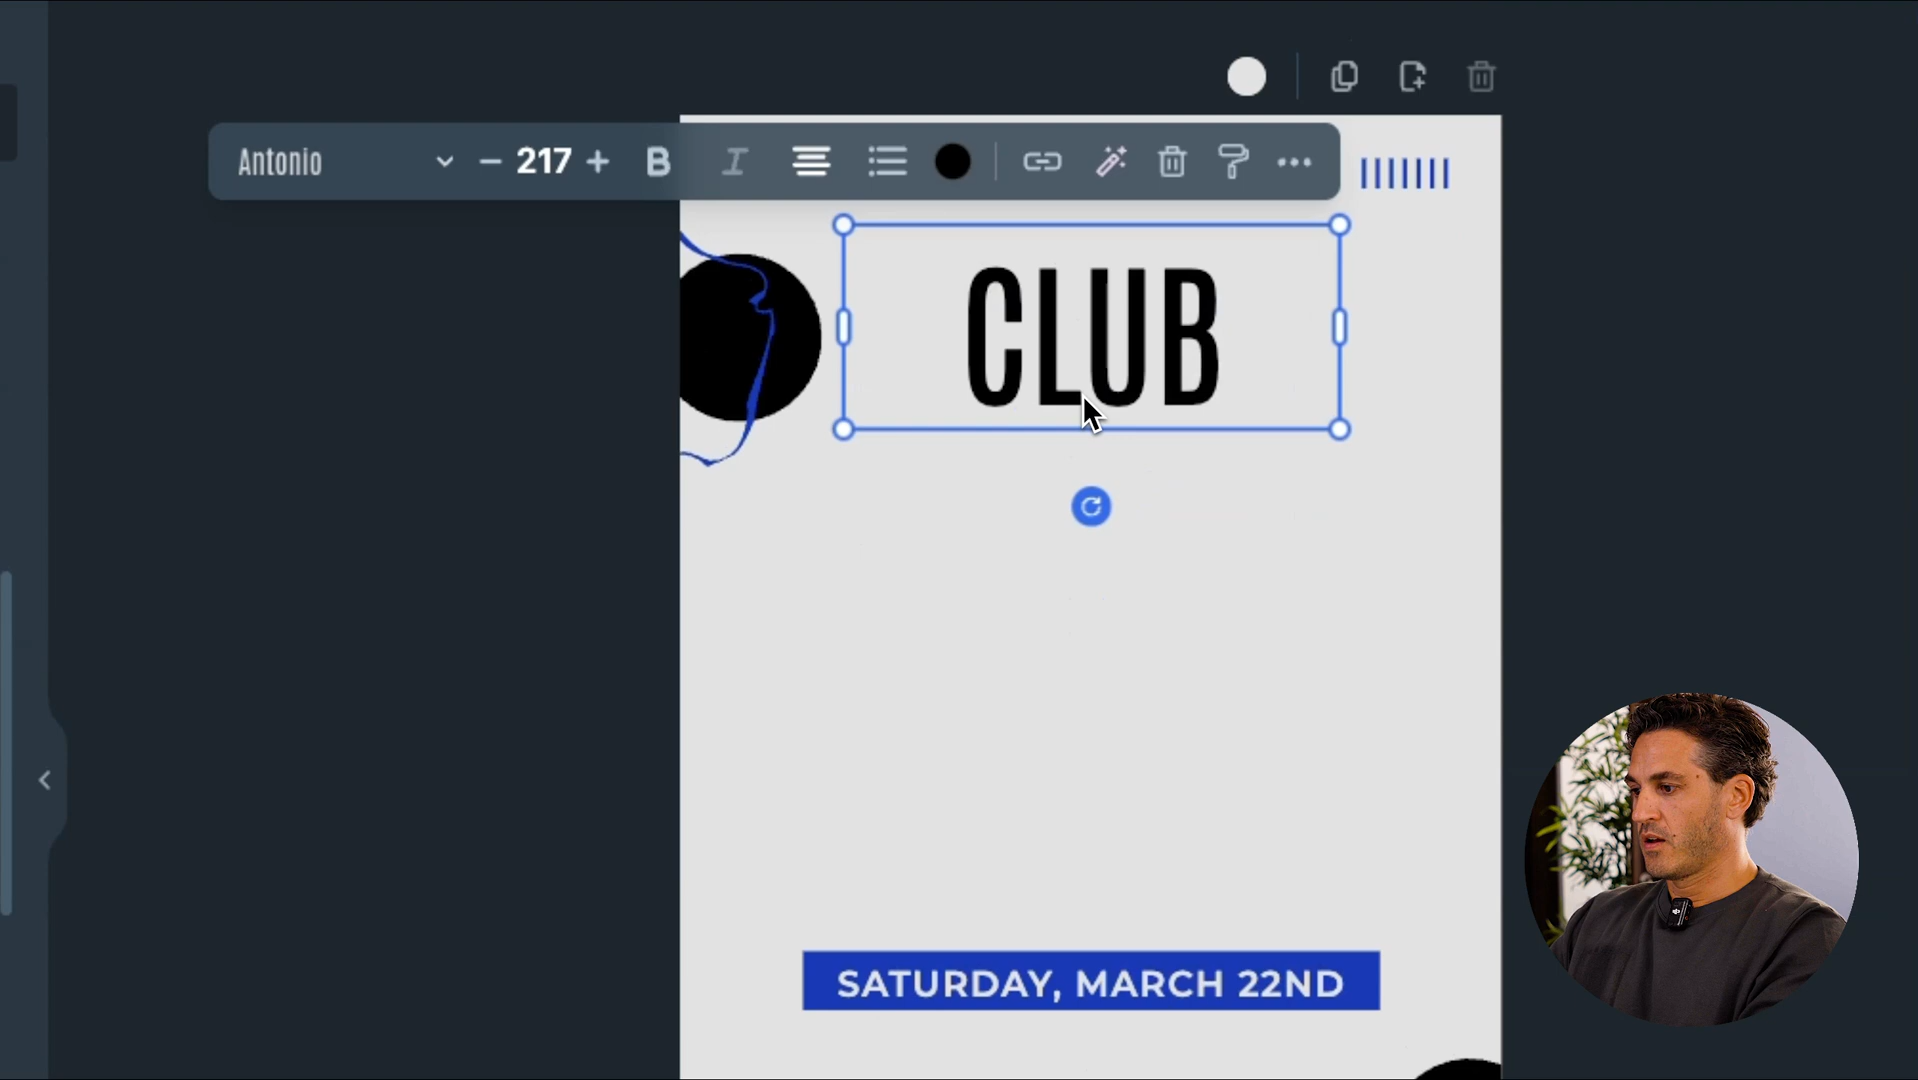 Antonio
217
B
I
CLUB
SATURDAY, MARCH 22ND